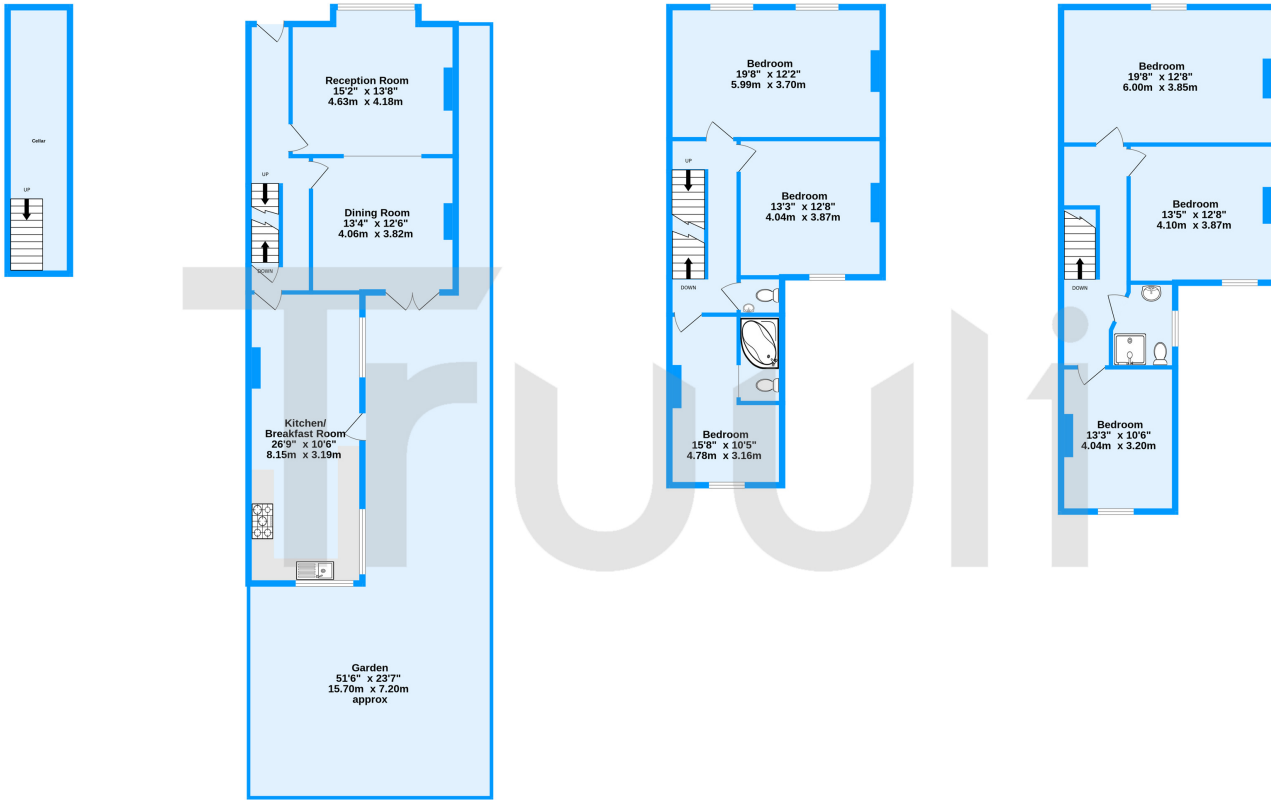 Cellar
UP
Reception Room
15'2" x 13'8"
4.63m x 4.18m
UP
DOWN
Dining Room
13'4" x 12'6"
4.06m x 3.82m
Kitchen/
Breakfast Room
26'9" x 10'6"
8.15m x 3.19m
Garden
51'6" x 23'7"
15.70m x 7.20m
approx
Bedroom
19'8" x 12'2"
5.99m x 3.70m
UP
DOWN
Bedroom
13'3" x 12'8"
4.04m x 3.87m
Bedroom
15'8" x 10'5"
4.78m x 3.16m
Bedroom
19'8" x 12'8"
6.00m x 3.85m
Bedroom
13'5" x 12'8"
4.10m x 3.87m
DOWN
Bedroom
13'3" x 10'6"
4.04m x 3.20m
Truuli